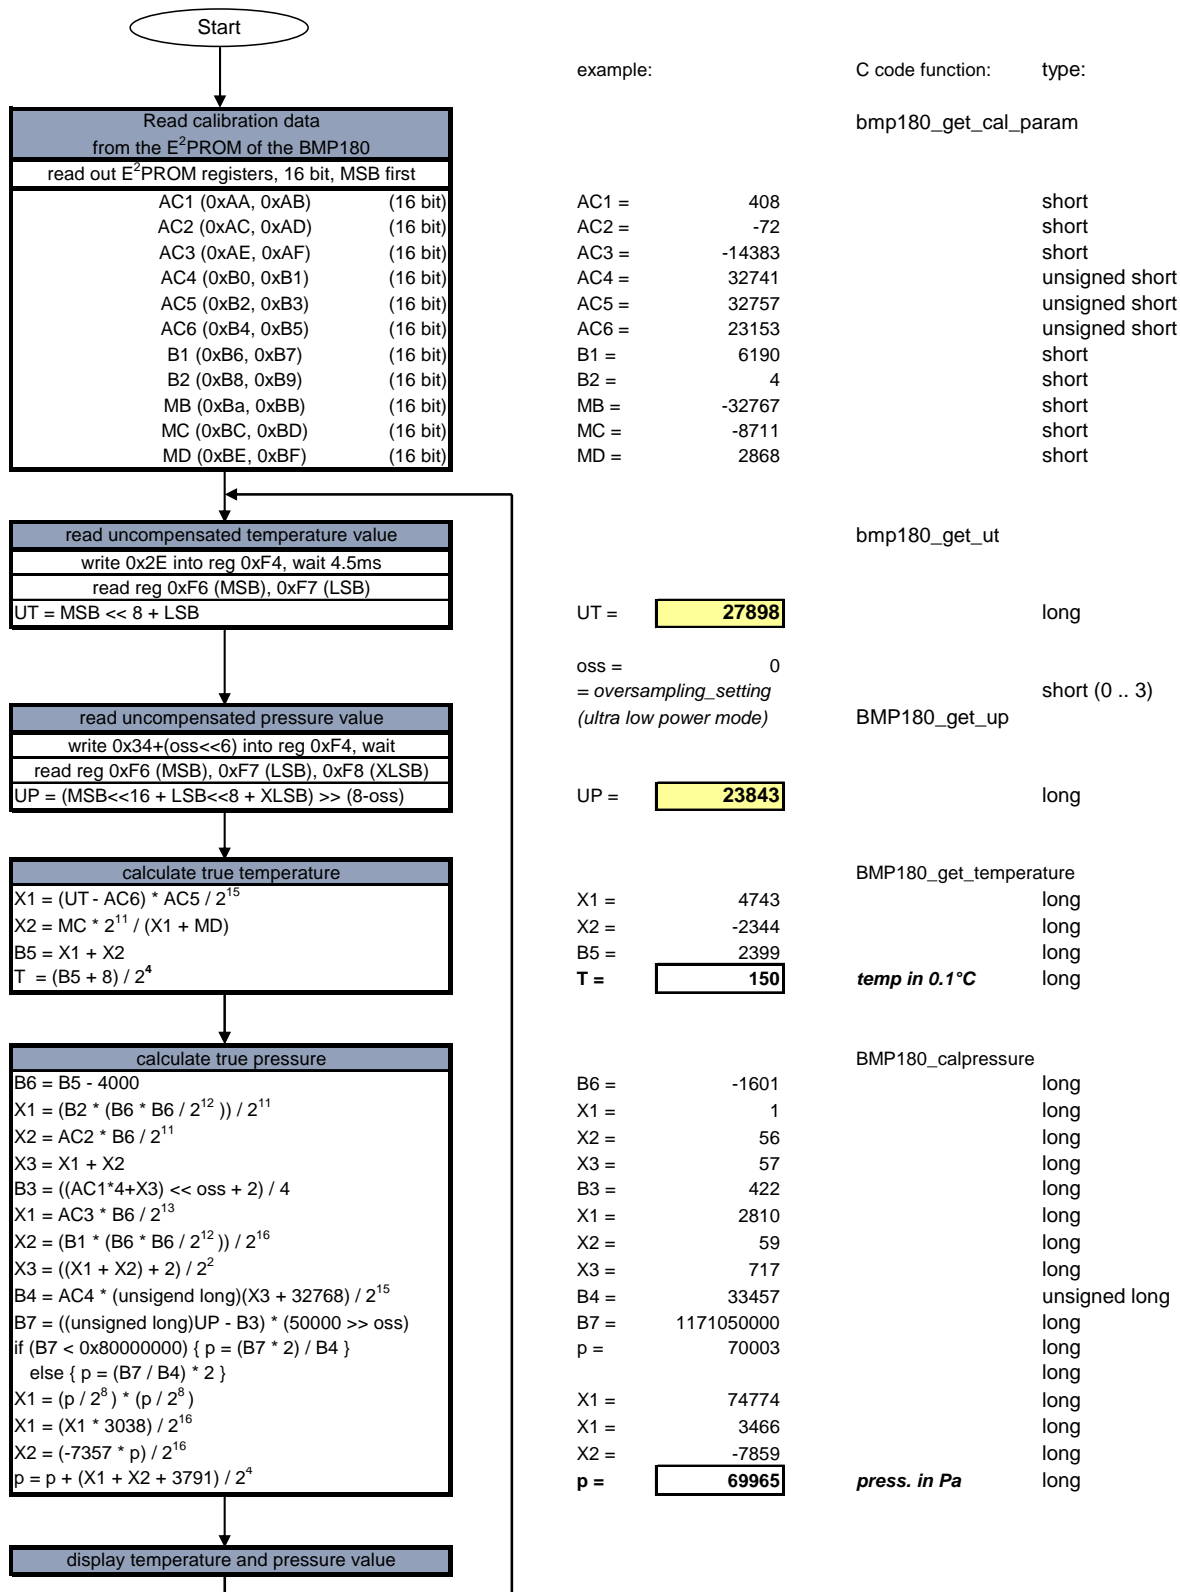 Start
example: C code function: type:
Read calibration data bmp180_get_cal_param
from the E²PROM of the BMP180
read out E²PROM registers, 16 bit, MSB first
AC1 (0xAA, 0xAB) (16 bit) AC1 = 408 short
AC2 (0xAC, 0xAD) (16 bit) AC2 = -72 short
AC3 (0xAE, 0xAF) (16 bit) AC3 = -14383 short
AC4 (0xB0, 0xB1) (16 bit) AC4 = 32741 unsigned short
AC5 (0xB2, 0xB3) (16 bit) AC5 = 32757 unsigned short
AC6 (0xB4, 0xB5) (16 bit) AC6 = 23153 unsigned short
B1 (0xB6, 0xB7) (16 bit) B1 = 6190 short
B2 (0xB8, 0xB9) (16 bit) B2 = 4 short
MB (0xBa, 0xBB) (16 bit) MB = -32767 short
MC (0xBC, 0xBD) (16 bit) MC = -8711 short
MD (0xBE, 0xBF) (16 bit) MD = 2868 short
read uncompensated temperature value bmp180_get_ut
write 0x2E into reg 0xF4, wait 4.5ms
read reg 0xF6 (MSB), 0xF7 (LSB)
UT = MSB << 8 + LSB UT = 27898 long
oss = 0
= oversampling_setting short (0 .. 3)
read uncompensated pressure value (ultra low power mode) BMP180_get_up
write 0x34+(oss<<6) into reg 0xF4, wait
read reg 0xF6 (MSB), 0xF7 (LSB), 0xF8 (XLSB)
UP = (MSB<<16 + LSB<<8 + XLSB) >> (8-oss) UP = 23843 long
calculate true temperature BMP180_get_temperature
X1 = (UT - AC6) * AC5 / 2¹⁵ X1 = 4743 long
X2 = MC * 2¹¹ / (X1 + MD) X2 = -2344 long
B5 = X1 + X2 B5 = 2399 long
T = (B5 + 8) / 2⁴ T = 150 temp in 0.1°C long
calculate true pressure BMP180_calpressure
B6 = B5 - 4000 B6 = -1601 long
X1 = (B2 * (B6 * B6 / 2¹² )) / 2¹¹ X1 = 1 long
X2 = AC2 * B6 / 2¹¹ X2 = 56 long
X3 = X1 + X2 X3 = 57 long
B3 = ((AC1*4+X3) << oss + 2) / 4 B3 = 422 long
X1 = AC3 * B6 / 2¹³ X1 = 2810 long
X2 = (B1 * (B6 * B6 / 2¹² )) / 2¹⁶ X2 = 59 long
X3 = ((X1 + X2) + 2) / 2² X3 = 717 long
B4 = AC4 * (unsigend long)(X3 + 32768) / 2¹⁵ B4 = 33457 unsigned long
B7 = ((unsigned long)UP - B3) * (50000 >> oss) B7 = 1171050000 long
if (B7 < 0x80000000) { p = (B7 * 2) / B4 } p = 70003 long
else { p = (B7 / B4) * 2 } long
X1 = (p / 2⁸ ) * (p / 2⁸ ) X1 = 74774 long
X1 = (X1 * 3038) / 2¹⁶ X1 = 3466 long
X2 = (-7357 * p) / 2¹⁶ X2 = -7859 long
p = p + (X1 + X2 + 3791) / 2⁴ p = 69965 press. in Pa long
display temperature and pressure value